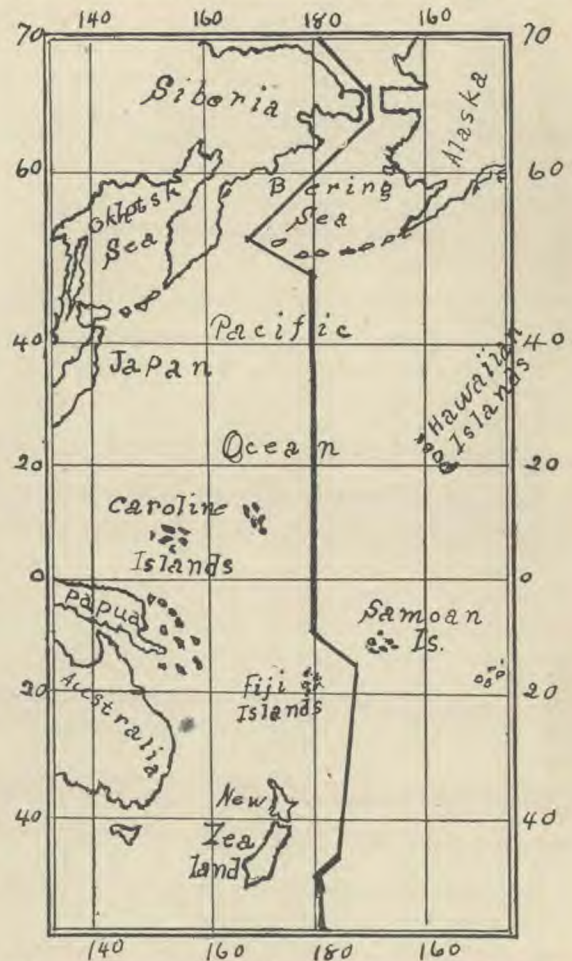 140 160 180 160
70 70
Siberia
Alaska
60 60
Okhotsk
Sea
Bering
Sea
Pacific
40 40
Japan
Hawaiian
Islands
Ocean
20 20
Caroline
Islands
0 0
Papua
Samoan
Is.
Australia
Fiji
Islands
20 20
New
Zea
land
40 40
140 160 180 160